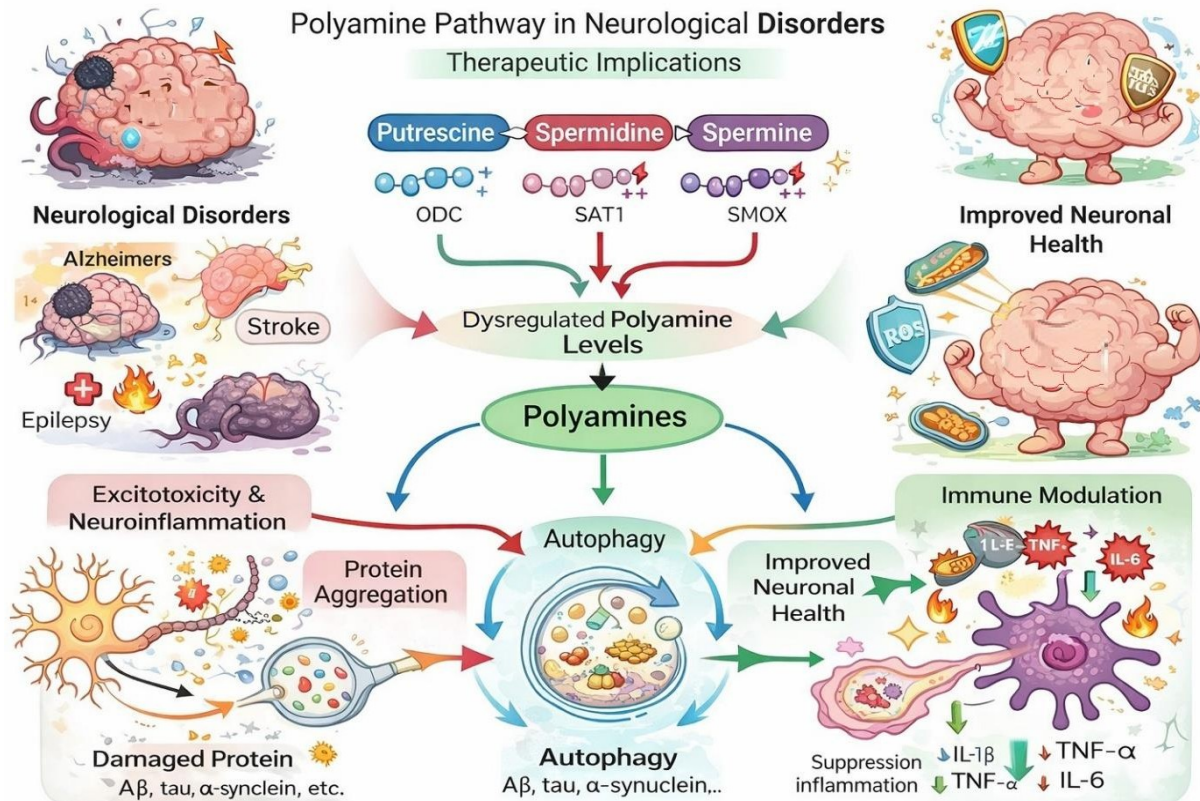 Polyamine Pathway in Neurological Disorders
Therapeutic Implications
Putrescine
Spermidine
Spermine
ODC
SAT1
SMOX
Neurological Disorders
Alzheimers
Stroke
Epilepsy
Improved Neuronal
Health
ROS
Dysregulated Polyamine
Levels
Polyamines
Excitotoxicity &
Neuroinflammation
Protein
Aggregation
Damaged Protein
Aβ, tau, α-synclein, etc.
Autophagy
Autophagy
Aβ, tau, α-synuclein,..
Improved
Neuronal
Health
Immune Modulation
1 L-E
TNF
IL-6
Suppression
inflammation
IL-1β
TNF-α
TNF-α
IL-6